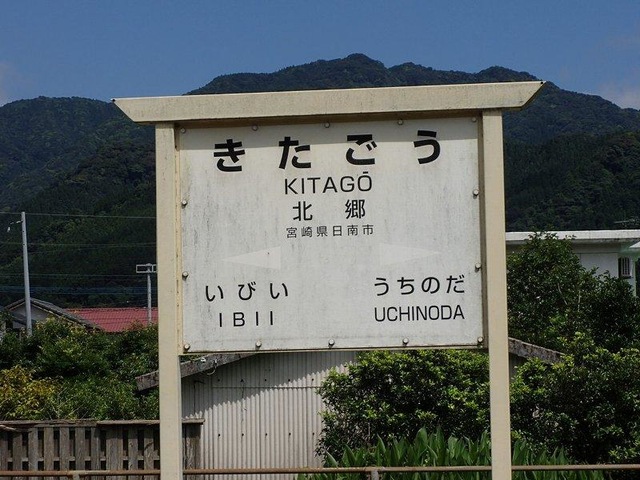 きたごう
KITAGŌ
北郷
宮崎県日南市
いびい うちのだ
IBII UCHINODA